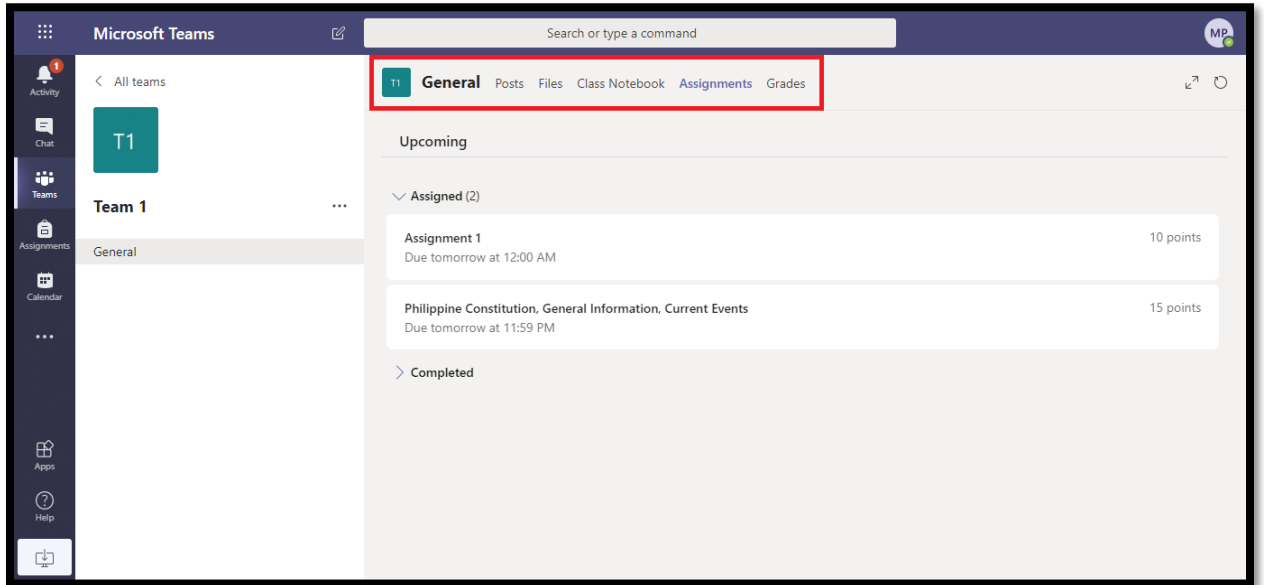 Microsoft Teams
Search or type a command
MP
1
Activity
Chat
Teams
Assignments
Calendar
Apps
Help
All teams
T1
Team 1
General
T1 General Posts Files Class Notebook Assignments Grades
Upcoming
Assigned (2)
Assignment 1 10 points
Due tomorrow at 12:00 AM
Philippine Constitution, General Information, Current Events 15 points
Due tomorrow at 11:59 PM
Completed